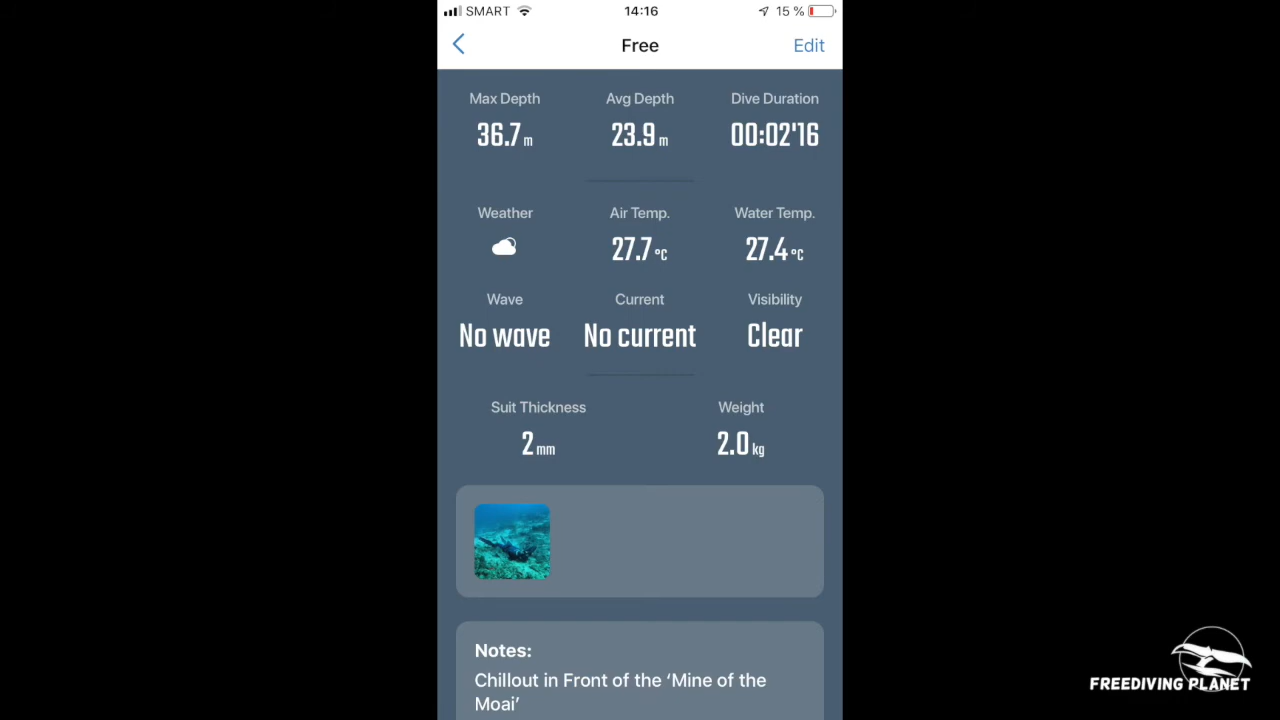 SMART 14:16 15 %
Free Edit
Max Depth Avg Depth Dive Duration
36.7 m 23.9 m 00:02'16
Weather Air Temp. Water Temp.
27.7 °C 27.4 °C
Wave Current Visibility
No wave No current Clear
Suit Thickness Weight
2 mm 2.0 kg
Notes:
Chillout in Front of the ‘Mine of the
Moai’
FREEDIVING PLANET